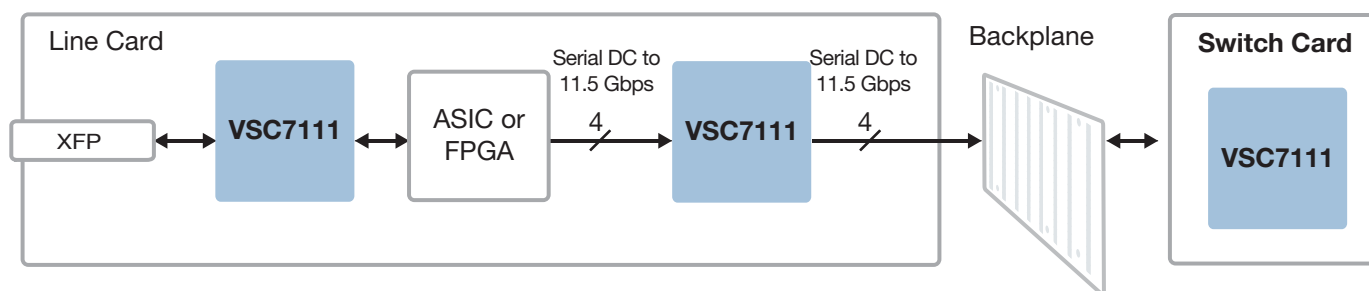 Line Card
XFP
VSC7111
ASIC or
FPGA
Serial DC to
11.5 Gbps
4
VSC7111
Serial DC to
11.5 Gbps
4
Backplane
Switch Card
VSC7111